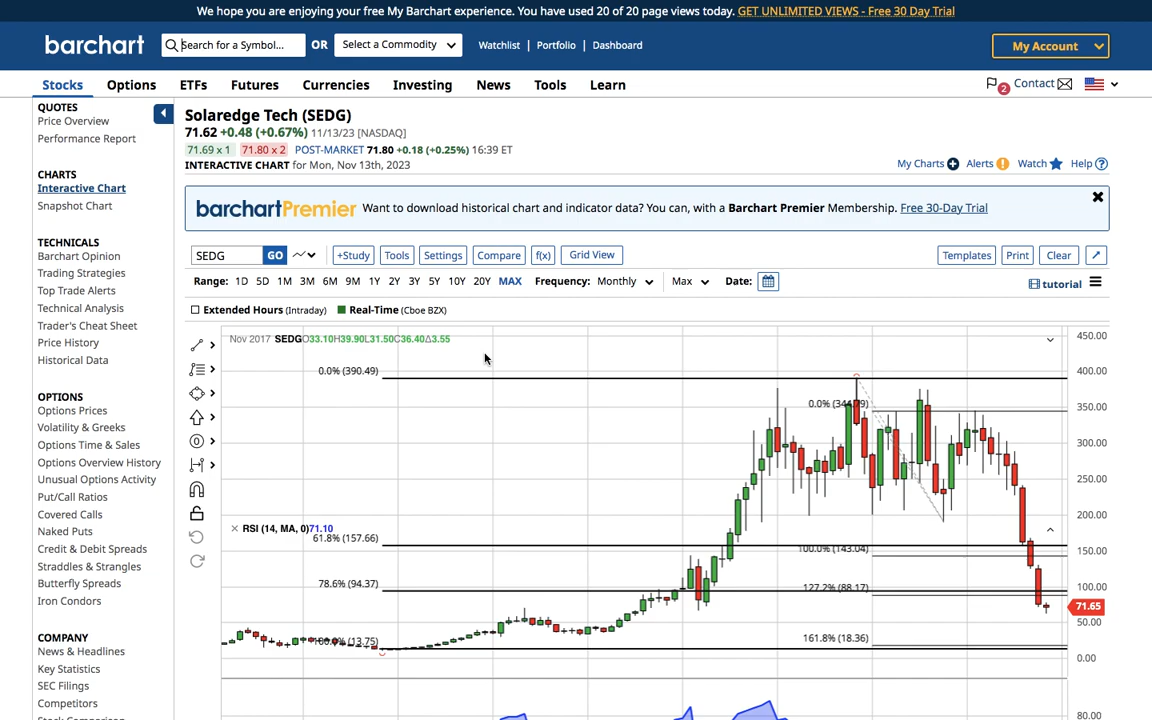 We hope you are enjoying your free My Barchart experience. You have used 20 of 20 page views today. GET UNLIMITED VIEWS - Free 30 Day Trial
barchart Search for a Symbol... OR Select a Commodity Watchlist | Portfolio | Dashboard My Account
Stocks Options ETFs Futures Currencies Investing News Tools Learn 2 Contact
QUOTES
Price Overview
Performance Report
CHARTS
Interactive Chart
Snapshot Chart
TECHNICALS
Barchart Opinion
Trading Strategies
Top Trade Alerts
Technical Analysis
Trader's Cheat Sheet
Price History
Historical Data
OPTIONS
Options Prices
Volatility & Greeks
Options Time & Sales
Options Overview History
Unusual Options Activity
Put/Call Ratios
Covered Calls
Naked Puts
Credit & Debit Spreads
Straddles & Strangles
Butterfly Spreads
Iron Condors
COMPANY
News & Headlines
Key Statistics
SEC Filings
Competitors
Stock Comparison
Solaredge Tech (SEDG)
71.62 +0.48 (+0.67%) 11/13/23 [NASDAQ]
71.69 x 1 71.80 x 2 POST-MARKET 71.80 +0.18 (+0.25%) 16:39 ET
INTERACTIVE CHART for Mon, Nov 13th, 2023
My Charts Alerts Watch Help
barchartPremier Want to download historical chart and indicator data? You can, with a Barchart Premier Membership. Free 30-Day Trial
SEDG GO +Study Tools Settings Compare f(x) Grid View Templates Print Clear
Range: 1D 5D 1M 3M 6M 9M 1Y 2Y 3Y 5Y 10Y 20Y MAX Frequency: Monthly Max Date: tutorial
Extended Hours (Intraday) Real-Time (Cboe BZX)
Nov 2017 SEDG O33.10H39.90L31.50C36.40Δ3.55
0.0% (390.49)
0.0% (344.79)
RSI (14, MA, 0)71.10
61.8% (157.66)
100.0% (143.04)
78.6% (94.37)
127.2% (88.17)
100.0% (13.75)
161.8% (18.36)
450.00
400.00
350.00
300.00
250.00
200.00
150.00
100.00
71.65
50.00
0.00
80.00